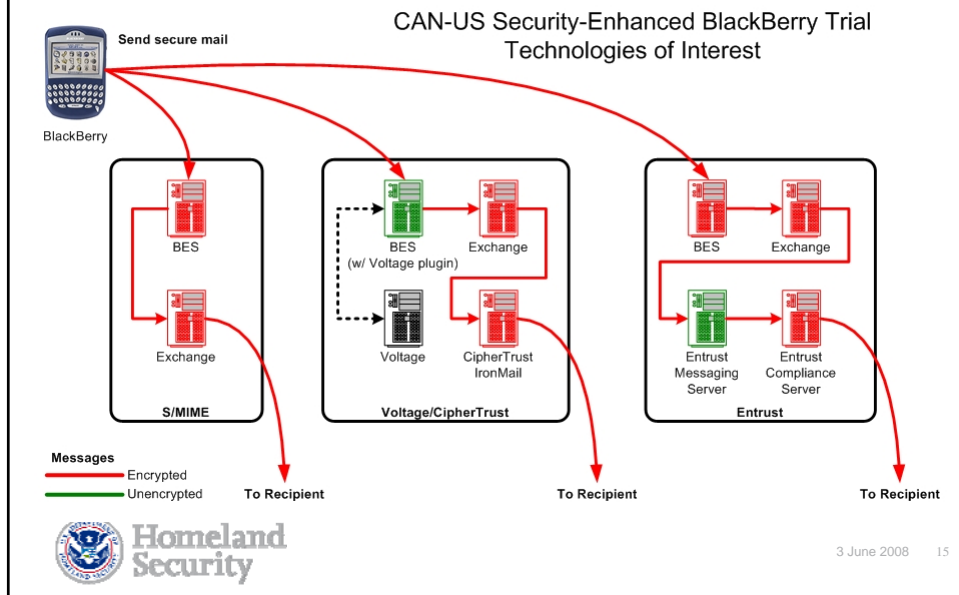 CAN-US Security-Enhanced BlackBerry Trial
Technologies of Interest
Send secure mail
BlackBerry
BES
Exchange
S/MIME
BES
(w/ Voltage plugin)
Exchange
Voltage
CipherTrust
IronMail
Voltage/CipherTrust
BES
Exchange
Entrust
Messaging
Server
Entrust
Compliance
Server
Entrust
Messages
Encrypted
Unencrypted
To Recipient
To Recipient
To Recipient
Homeland
Security
3 June 2008 15